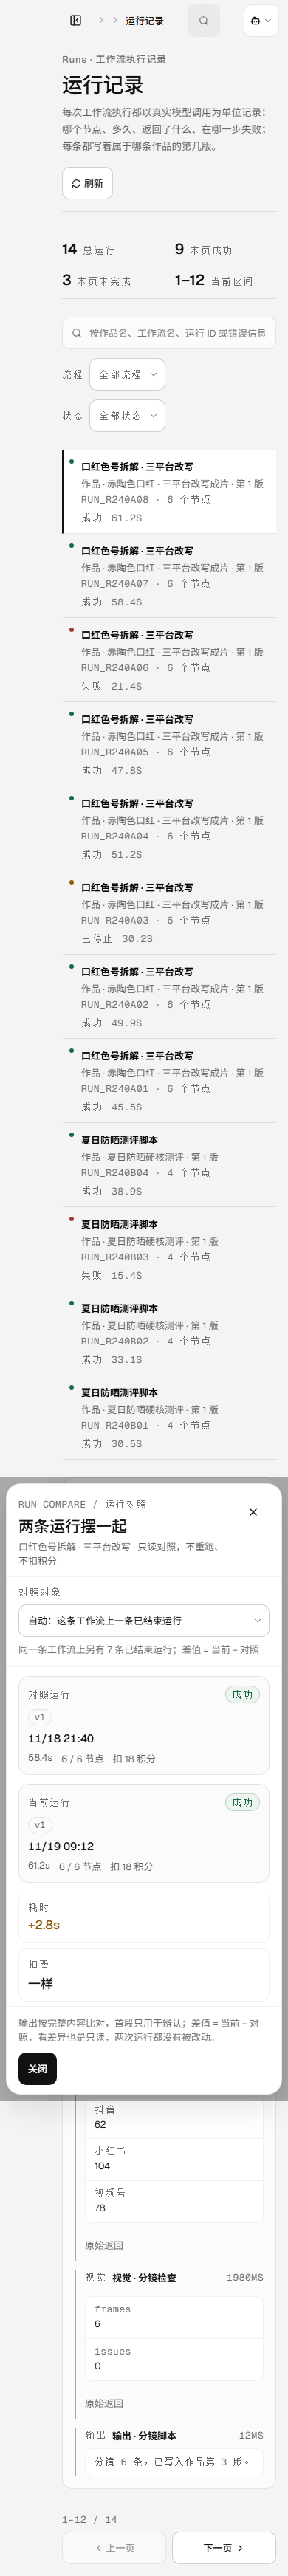 运行记录
Runs · 工作流执行记录
运行记录
每次工作流执行都以真实模型调用为单位记录：
哪个节点、多久、返回了什么、在哪一步失败；
每条都写着属于哪条作品的第几版。
刷新
14 总运行
9 本页成功
3 本页未完成
1–12 当前区间
按作品名、工作流名、运行 ID 或错误信息
流程 全部流程
状态 全部状态
口红色号拆解 · 三平台改写
作品 · 赤陶色口红 · 三平台改写成片 · 第 1 版
RUN_R240A08 · 6 个节点
成功 61.2S
口红色号拆解 · 三平台改写
作品 · 赤陶色口红 · 三平台改写成片 · 第 1 版
RUN_R240A07 · 6 个节点
成功 58.4S
口红色号拆解 · 三平台改写
作品 · 赤陶色口红 · 三平台改写成片 · 第 1 版
RUN_R240A06 · 6 个节点
失败 21.4S
口红色号拆解 · 三平台改写
作品 · 赤陶色口红 · 三平台改写成片 · 第 1 版
RUN_R240A05 · 6 个节点
成功 47.8S
口红色号拆解 · 三平台改写
作品 · 赤陶色口红 · 三平台改写成片 · 第 1 版
RUN_R240A04 · 6 个节点
成功 51.2S
口红色号拆解 · 三平台改写
作品 · 赤陶色口红 · 三平台改写成片 · 第 1 版
RUN_R240A03 · 6 个节点
已停止 30.2S
口红色号拆解 · 三平台改写
作品 · 赤陶色口红 · 三平台改写成片 · 第 1 版
RUN_R240A02 · 6 个节点
成功 49.9S
口红色号拆解 · 三平台改写
作品 · 赤陶色口红 · 三平台改写成片 · 第 1 版
RUN_R240A01 · 6 个节点
成功 45.5S
夏日防晒测评脚本
作品 · 夏日防晒硬核测评 · 第 1 版
RUN_R240B04 · 4 个节点
成功 38.9S
夏日防晒测评脚本
作品 · 夏日防晒硬核测评 · 第 1 版
RUN_R240B03 · 4 个节点
失败 15.4S
夏日防晒测评脚本
作品 · 夏日防晒硬核测评 · 第 1 版
RUN_R240B02 · 4 个节点
成功 33.1S
夏日防晒测评脚本
作品 · 夏日防晒硬核测评 · 第 1 版
RUN_R240B01 · 4 个节点
成功 30.5S
RUN COMPARE / 运行对照
两条运行摆一起
口红色号拆解 · 三平台改写 · 只读对照，不重跑、
不扣积分
对照对象
自动：这条工作流上一条已结束运行
同一条工作流上另有 7 条已结束运行；差值 = 当前 − 对照
对照运行 成功
v1
11/18 21:40
58.4s 6 / 6 节点 扣 18 积分
当前运行 成功
v1
11/19 09:12
61.2s 6 / 6 节点 扣 18 积分
耗时
+2.8s
扣费
一样
输出按完整内容比对，首段只用于辨认；差值 = 当前 − 对
照，看差异也是只读，两次运行都没有被改动。
关闭
抖音
62
小红书
104
视频号
78
原始返回
视觉 视觉 · 分镜检查 1980MS
frames
6
issues
0
原始返回
输出 输出 · 分镜脚本 12MS
分镜 6 条，已写入作品第 3 版。
1–12 / 14
上一页 下一页